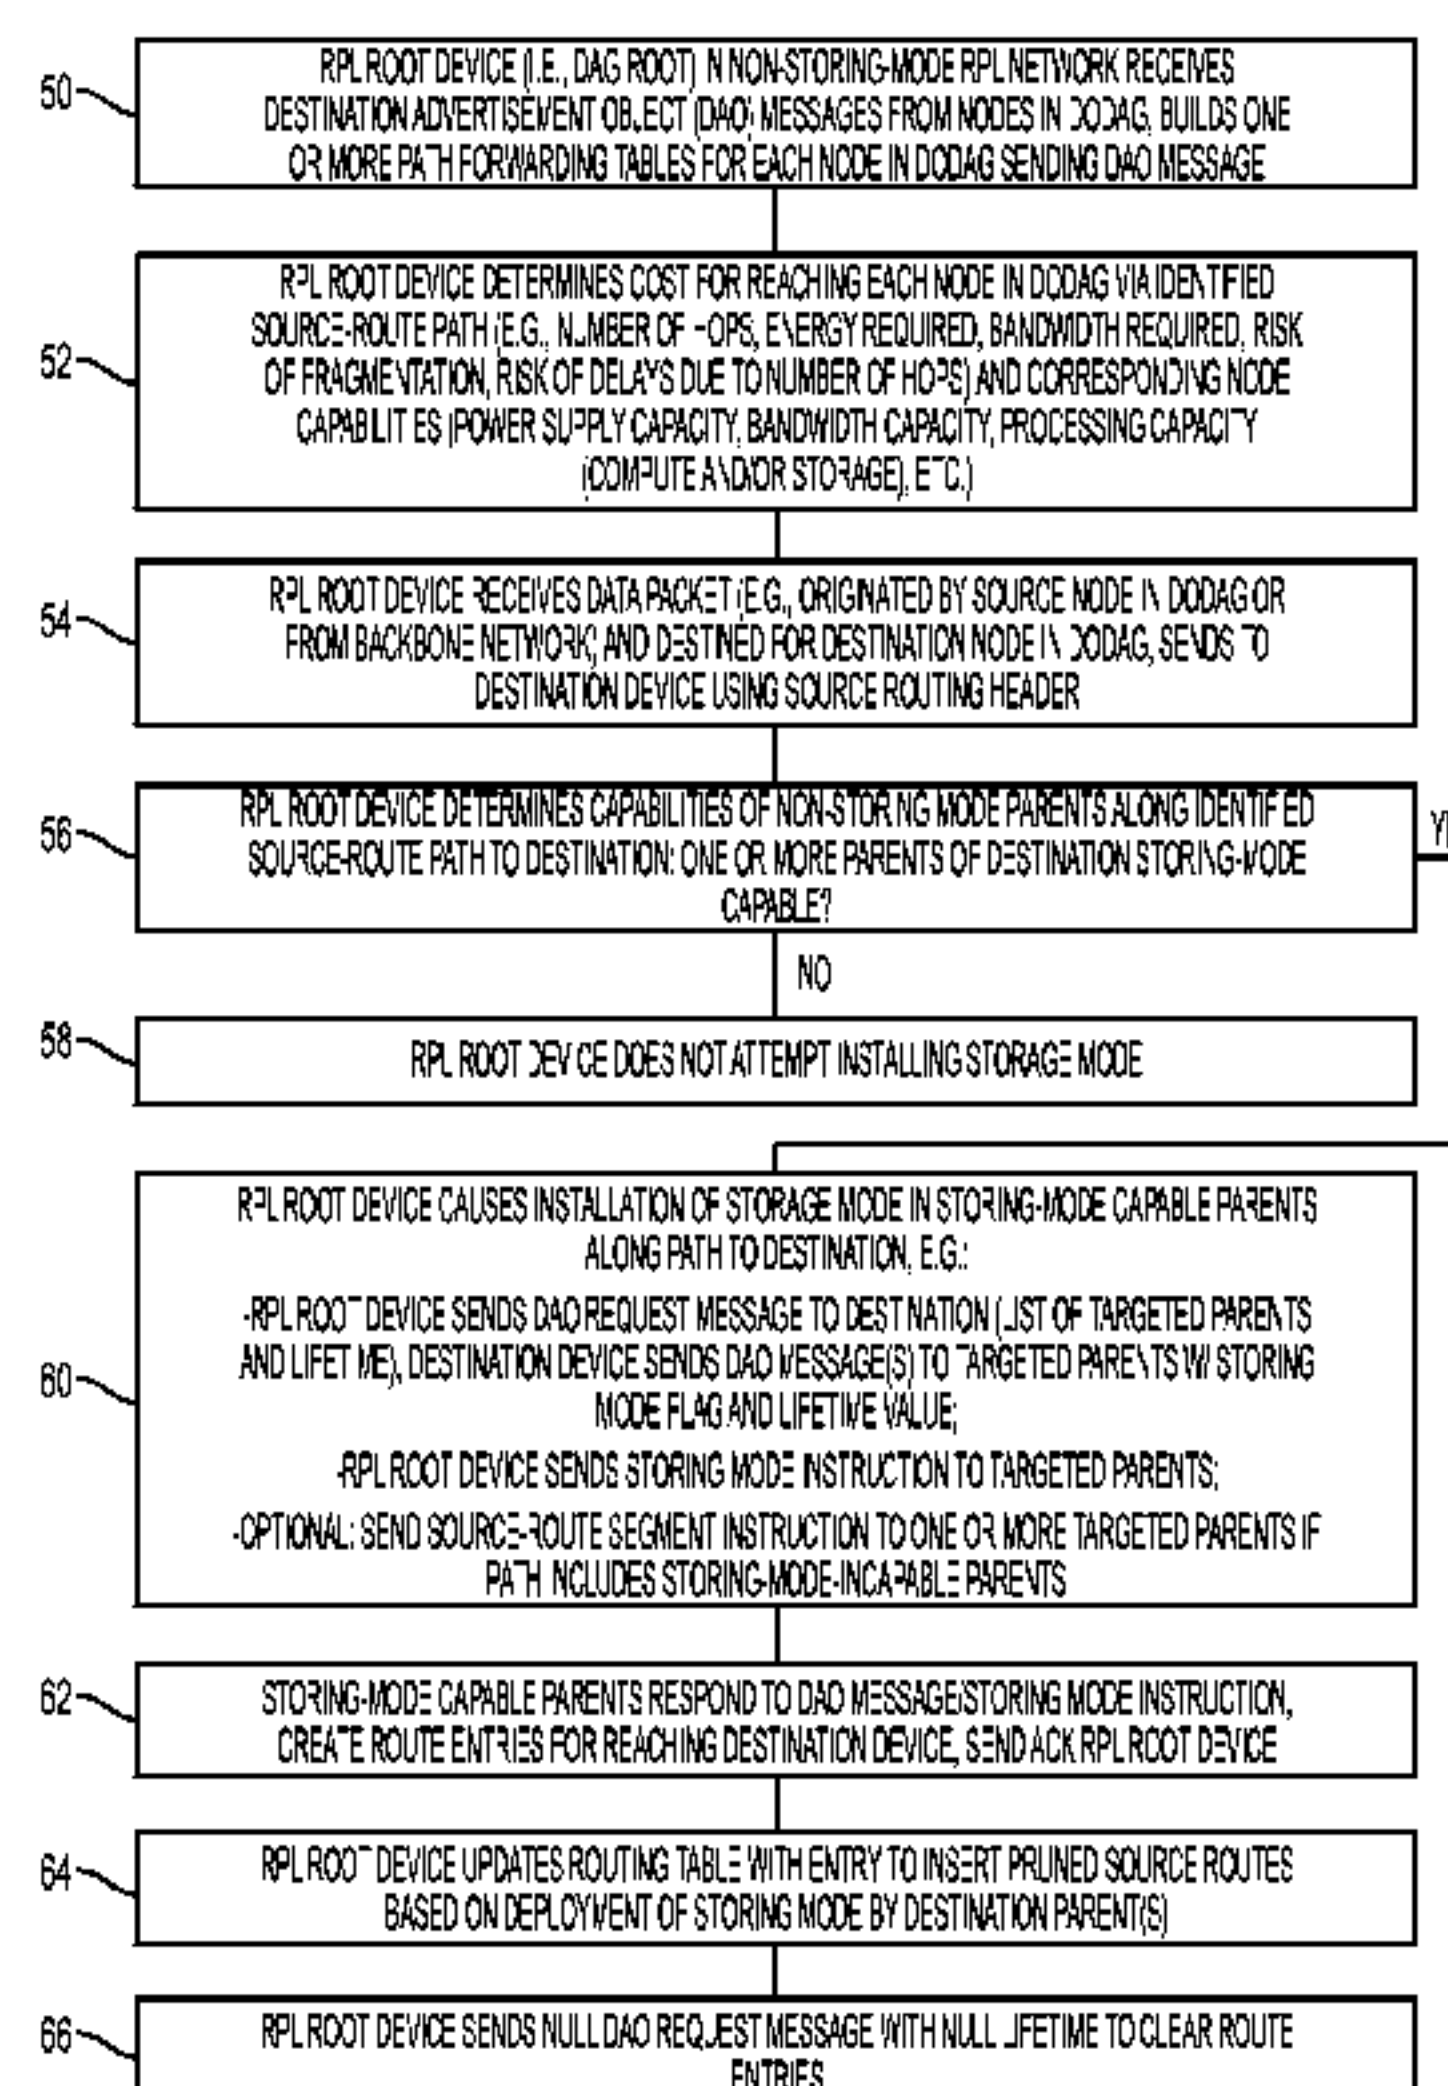 50
RPL ROOT DEVICE (I.E., DAG ROOT) IN NON-STORING-MODE RPL NETWORK RECEIVES
DESTINATION ADVERTISEMENT OBJECT (DAO) MESSAGES FROM NODES IN DODAG, BUILDS ONE
OR MORE PATH FORWARDING TABLES FOR EACH NODE IN DODAG SENDING DAO MESSAGE
52
RPL ROOT DEVICE DETERMINES COST FOR REACHING EACH NODE IN DODAG VIA IDENTIFIED
SOURCE-ROUTE PATH (E.G., NUMBER OF HOPS, ENERGY REQUIRED, BANDWIDTH REQUIRED, RISK
OF FRAGMENTATION, RISK OF DELAYS DUE TO NUMBER OF HOPS) AND CORRESPONDING NODE
CAPABILITIES (POWER SUPPLY CAPACITY, BANDWIDTH CAPACITY, PROCESSING CAPACITY
(COMPUTE AND/OR STORAGE), ETC.)
54
RPL ROOT DEVICE RECEIVES DATA PACKET (E.G., ORIGINATED BY SOURCE NODE IN DODAG OR
FROM BACKBONE NETWORK) AND DESTINED FOR DESTINATION NODE IN DODAG, SENDS TO
DESTINATION DEVICE USING SOURCE ROUTING HEADER
56
RPL ROOT DEVICE DETERMINES CAPABILITIES OF NON-STORING MODE PARENTS ALONG IDENTIFIED
SOURCE-ROUTE PATH TO DESTINATION: ONE OR MORE PARENTS OF DESTINATION STORING-MODE
CAPABLE?
NO
58
RPL ROOT DEVICE DOES NOT ATTEMPT INSTALLING STORAGE MODE
60
RPL ROOT DEVICE CAUSES INSTALLATION OF STORAGE MODE IN STORING-MODE CAPABLE PARENTS
ALONG PATH TO DESTINATION, E.G.:
-RPL ROOT DEVICE SENDS DAO REQUEST MESSAGE TO DESTINATION (LIST OF TARGETED PARENTS
AND LIFETIME), DESTINATION DEVICE SENDS DAO MESSAGE(S) TO TARGETED PARENTS W/ STORING
MODE FLAG AND LIFETIME VALUE;
-RPL ROOT DEVICE SENDS STORING MODE INSTRUCTION TO TARGETED PARENTS;
-OPTIONAL: SEND SOURCE-ROUTE SEGMENT INSTRUCTION TO ONE OR MORE TARGETED PARENTS IF
PATH INCLUDES STORING-MODE-INCAPABLE PARENTS
62
STORING-MODE CAPABLE PARENTS RESPOND TO DAO MESSAGE/STORING MODE INSTRUCTION,
CREATE ROUTE ENTRIES FOR REACHING DESTINATION DEVICE, SEND ACK RPL ROOT DEVICE
64
RPL ROOT DEVICE UPDATES ROUTING TABLE WITH ENTRY TO INSERT PRUNED SOURCE ROUTES
BASED ON DEPLOYMENT OF STORING MODE BY DESTINATION PARENT(S)
66
RPL ROOT DEVICE SENDS NULL DAO REQUEST MESSAGE WITH NULL LIFETIME TO CLEAR ROUTE
ENTRIES